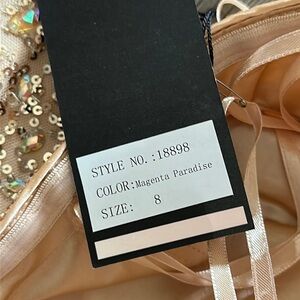 STYLE NO.:18898
COLOR:Magenta Paradise
SIZE: 8